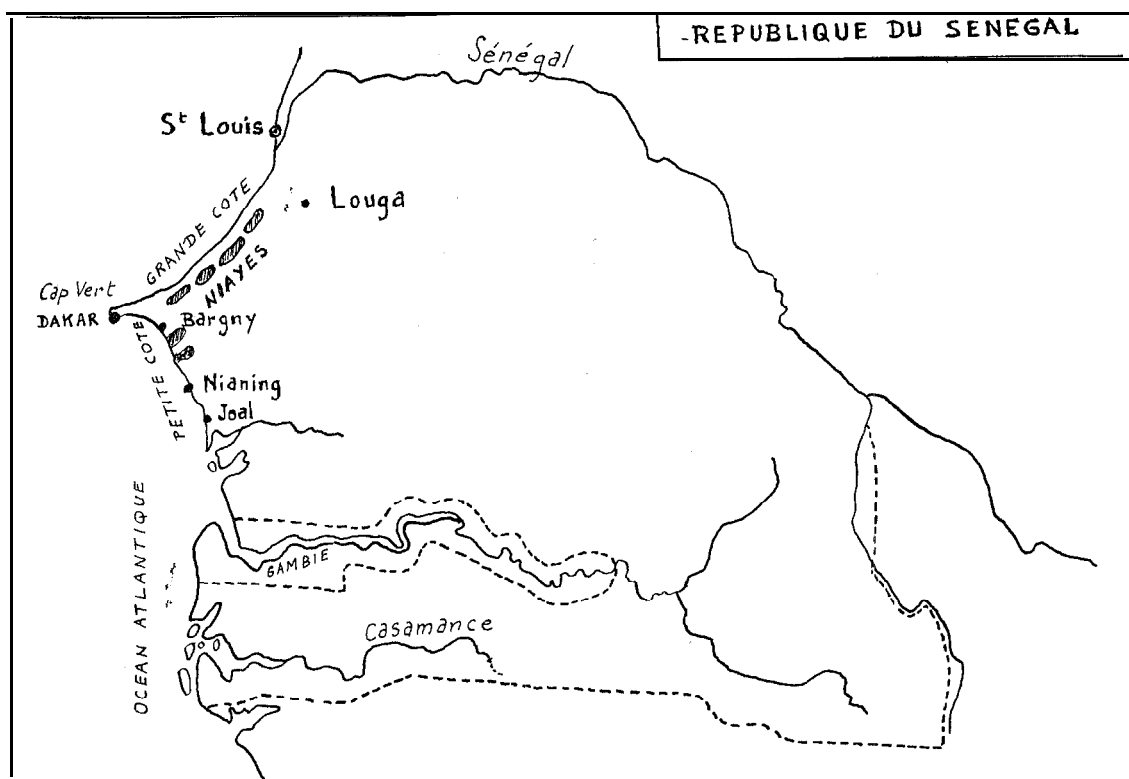 -REPUBLIQUE DU SENEGAL
Sénégal
St Louis
Louga
GRANDE COTE
NIAYES
Cap Vert
DAKAR
Bargny
PETITE COTE
Nianing
Joal
OCEAN ATLANTIQUE
GAMBIE
Casamance